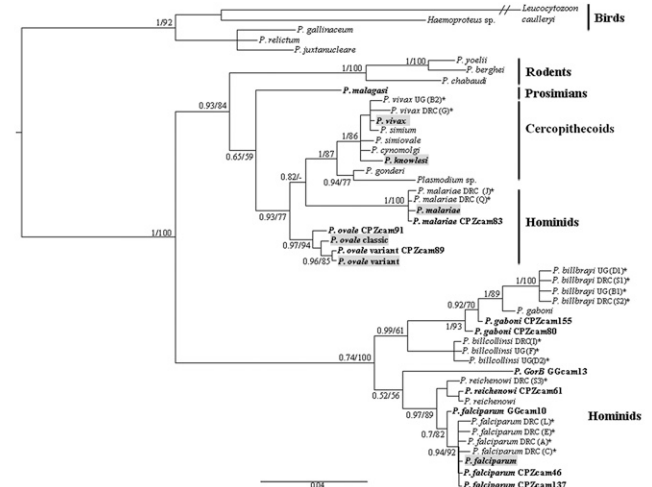 Leucocytozoon
1/92
Haemoproteus sp.
caulleryi
Birds
P. gallinaceum
P. relictum
P. juxtanucleare
P. yoelii
1/100
1/100
P. berghei
Rodents
P. chabaudi
P. malagasi
Prosimians
0.93/84
P. vivax UG (B2)*
P. vivax DRC (G)*
P. vivax
Cercopithecoids
1/86
P. simium
P. simiovale
0.65/59
1/87
P. cynomolgi
P. knowlesi
P. gonderi
0.82/-
0.94/77
Plasmodium sp.
P. malariae DRC (J)*
1/100
P. malariae DRC (Q)*
P. malariae
0.93/77
P. malariae CPZcam83
Hominids
P. ovale CPZcam91
1/100
P. ovale classic
0.97/94
P. ovale variant CPZcam89
0.96/85
P. ovale variant
P. billbrayi UG(D1)*
1/100
P. billbrayi DRC(S1)*
1/89
P. billbrayi UG(B1)*
P. billbrayi DRC(S2)*
0.92/70
P. gaboni
P. gaboni CPZcam155
1/93
P. gaboni CPZcam80
0.99/61
P. billcollinsi DRC(I)*
P. billcollinsi UG(F)*
0.74/100
P. billcollinsi UG(D2)*
P. GorB GGcam13
P. reichenowi DRC (S3)*
0.52/56
P. reichenowi CPZcam61
P. reichenowi
0.97/89
P. falciparum GGcam10
Hominids
P. falciparum DRC (L)*
0.7/82
P. falciparum DRC (E)*
P. falciparum DRC (A)*
0.94/92
P. falciparum DRC (C)*
P. falciparum
P. falciparum CPZcam46
0.04
P. falciparum CPZcam137